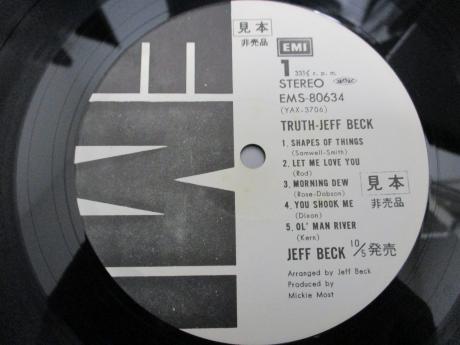 見本
非売品
EMI
1 33⅓ r. p. m.
STEREO
EMS-80634
(YAX-3706)
TRUTH-JEFF BECK
1. SHAPES OF THINGS
(Samwell-Smith)
2. LET ME LOVE YOU
(Rod)
3. MORNING DEW
(Rose-Dobson)
4. YOU SHOOK ME
(Dixon)
5. OL' MAN RIVER
(Kern)
見本
非売品
JEFF BECK 10/5発売
Arranged by Jeff Beck
Produced by
Mickie Most
EMI